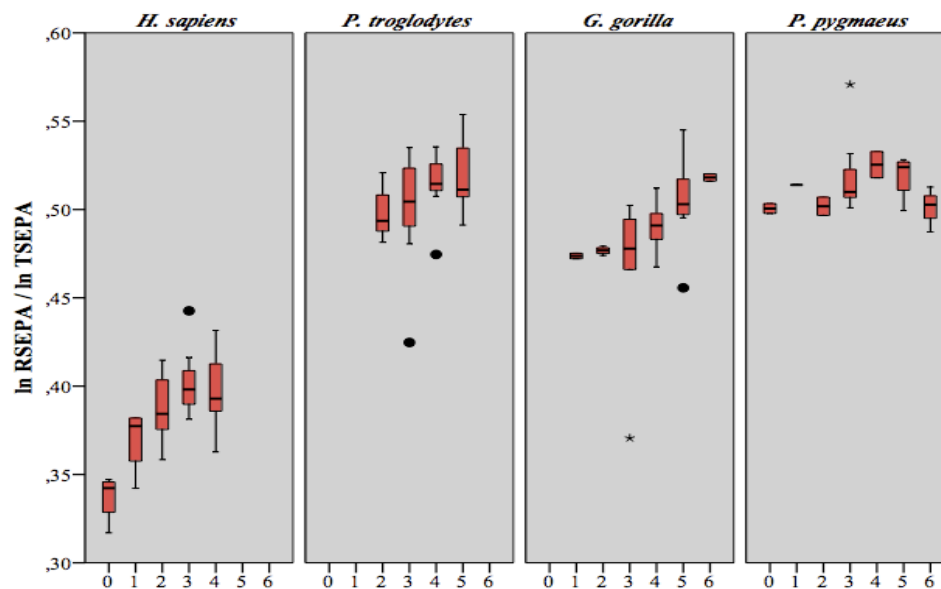 H. sapiens P. troglodytes G. gorilla P. pygmaeus
ln RSEPA / ln TSEPA
,60
,55
,50
,45
,40
,35
,30
0 1 2 3 4 5 6 0 1 2 3 4 5 6 0 1 2 3 4 5 6 0 1 2 3 4 5 6